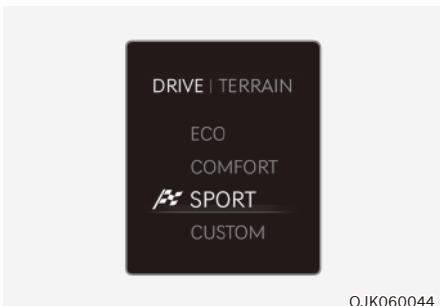 DRIVE | TERRAIN
ECO
COMFORT
SPORT
CUSTOM
OJK060044